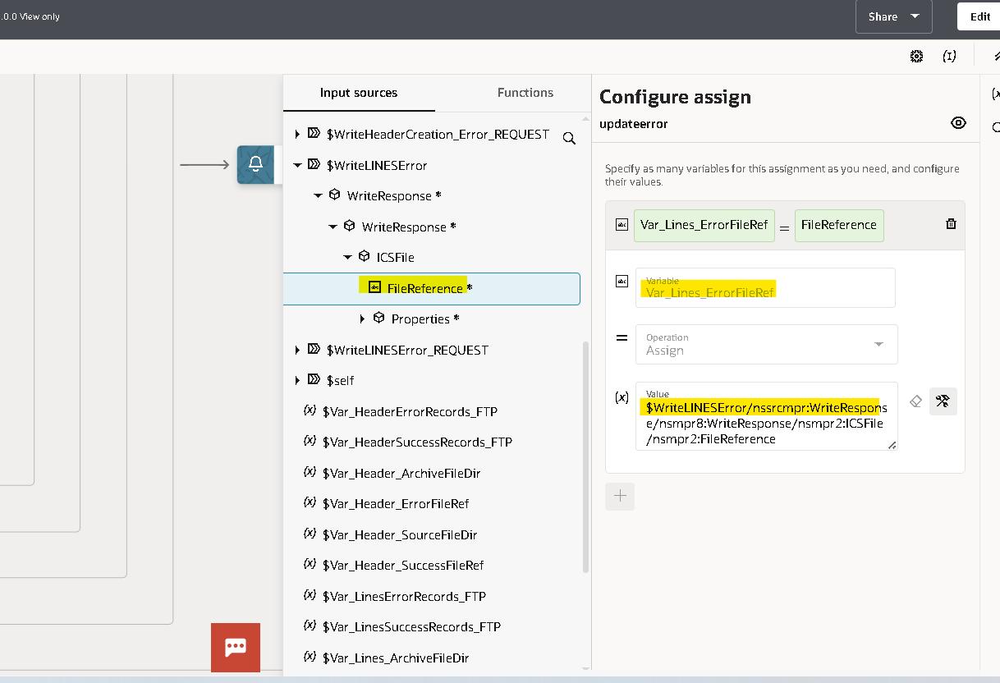 .0.0 View only
Share
Edit
Input sources
Functions
$WriteHeaderCreation_Error_REQUEST
$WriteLINESError
WriteResponse *
WriteResponse *
ICSFile
FileReference *
Properties *
$WriteLINESError_REQUEST
$self
$Var_HeaderErrorRecords_FTP
$Var_HeaderSuccessRecords_FTP
$Var_Header_ArchiveFileDir
$Var_Header_ErrorFileRef
$Var_Header_SourceFileDir
$Var_Header_SuccessFileRef
$Var_LinesErrorRecords_FTP
$Var_LinesSuccessRecords_FTP
$Var_Lines_ArchiveFileDir
Configure assign
updateerror
Specify as many variables for this assignment as you need, and configure
their values.
Var_Lines_ErrorFileRef = FileReference
Variable
Var_Lines_ErrorFileRef
Operation
Assign
Value
$WriteLINESError/nssrcmpr:WriteRespons
e/nsmpr8:WriteResponse/nsmpr2:ICSFile
/nsmpr2:FileReference